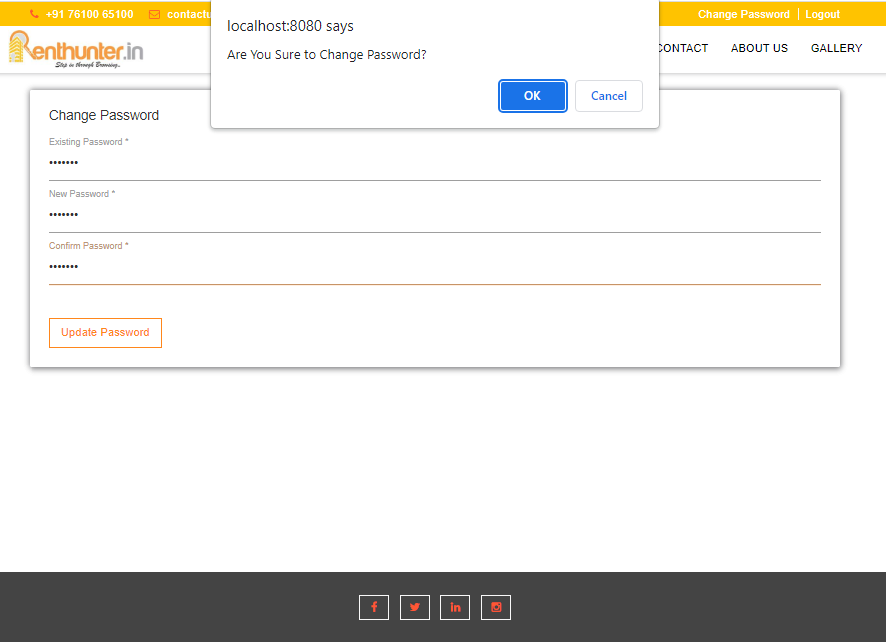 +91 76100 65100 contactu
Change Password | Logout
localhost:8080 says
Are You Sure to Change Password?
OK Cancel
Renthunter.in
Step in through Browsing..
CONTACT ABOUT US GALLERY
Change Password
Existing Password *
•••••••
New Password *
•••••••
Confirm Password *
•••••••
Update Password